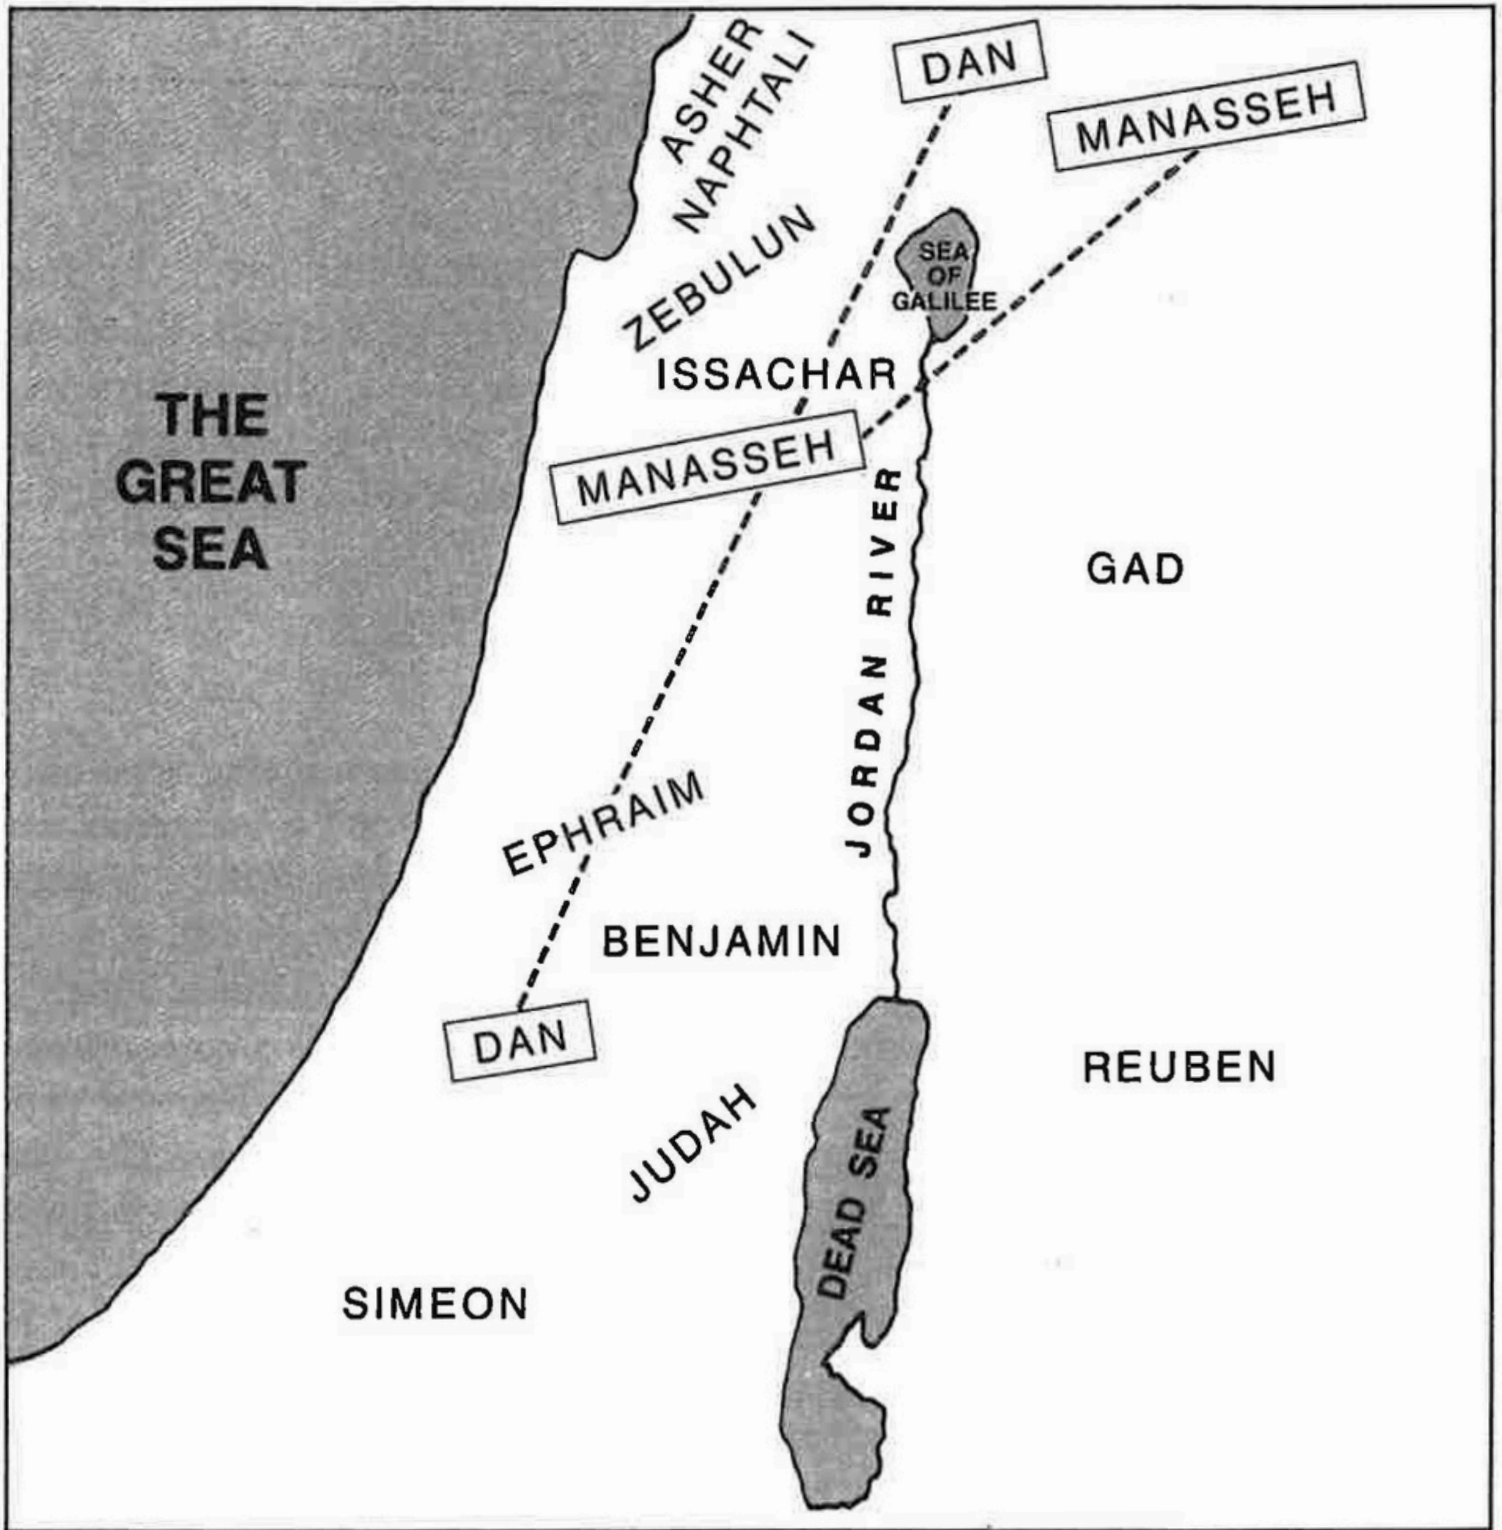 ASHER
NAPHTALI
DAN
MANASSEH
ZEBULUN
SEA
OF
GALILEE
ISSACHAR
THE
GREAT
SEA
MANASSEH
JORDAN RIVER
GAD
EPHRAIM
BENJAMIN
DAN
REUBEN
JUDAH
DEAD SEA
SIMEON